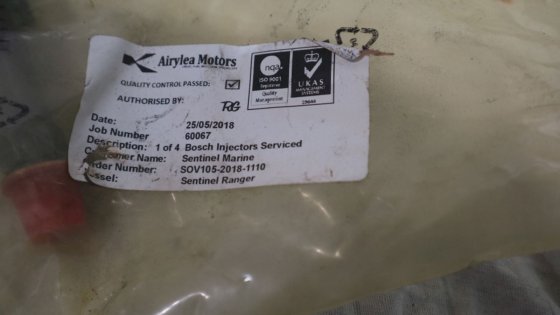 Airylea Motors
QUALITY CONTROL PASSED:
AUTHORISED BY: RG
nqa.
ISO 9001
Registered
Quality
Management
UKAS
MANAGEMENT
SYSTEMS
Date: 25/05/2018
Job Number 60067
Description: 1 of 4 Bosch Injectors Serviced
Customer Name: Sentinel Marine
Order Number: SOV105-2018-1110
Vessel: Sentinel Ranger